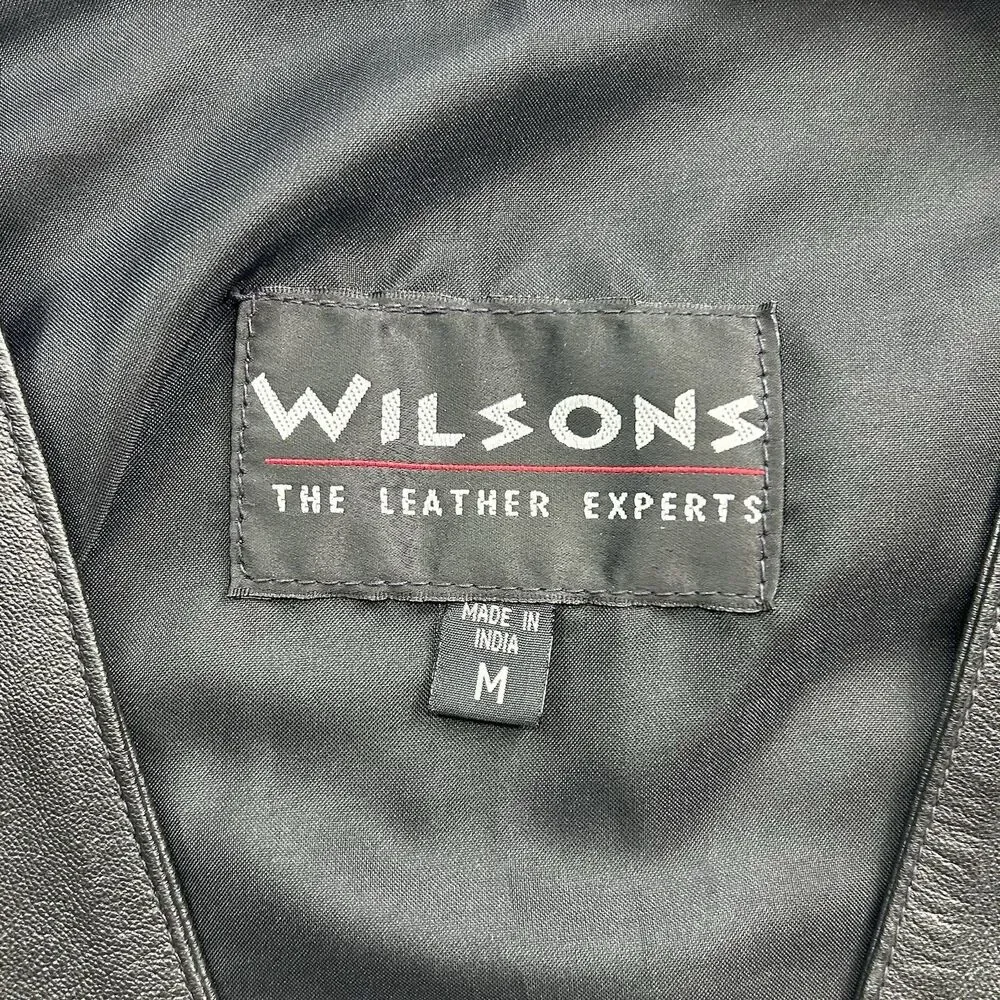 WILSONS
THE LEATHER EXPERTS
MADE IN
INDIA
M